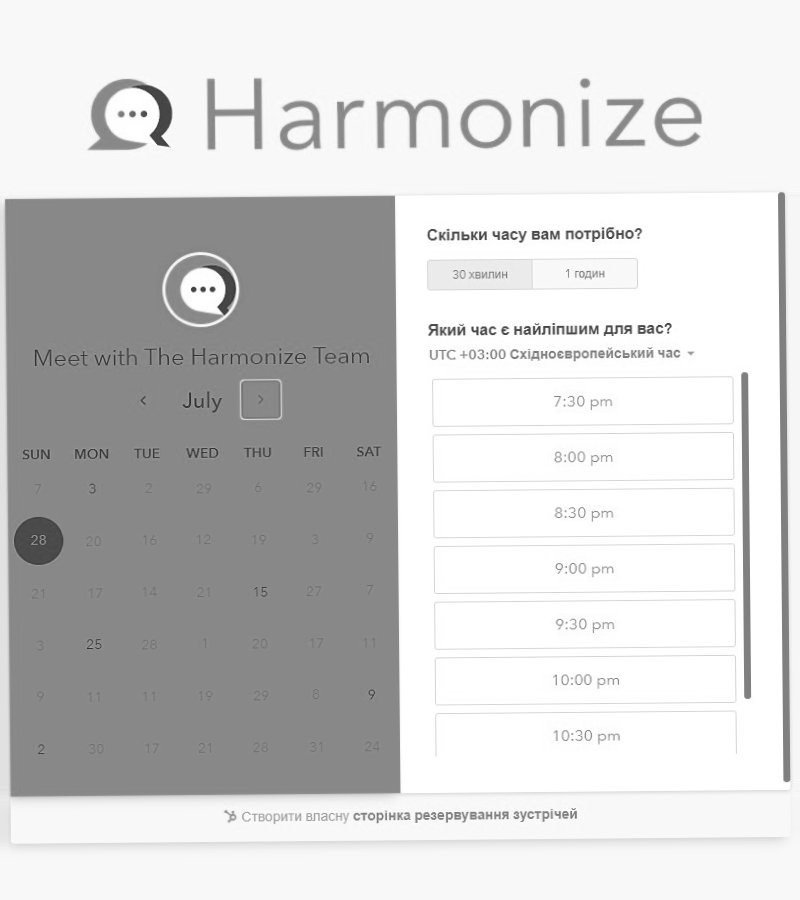 Harmonize
Meet with The Harmonize Team
July
SUN MON TUE WED THU FRI SAT
7 3 2 29 6 29 16
28 20 16 12 19 3 9
21 17 14 21 15 27 7
3 25 28 1 20 17 11
9 11 11 19 29 8 9
2 30 17 21 28 31 24
Скільки часу вам потрібно?
30 хвилин 1 годин
Який час є найліпшим для вас?
UTC +03:00 Східноєвропейський час
7:30 pm
8:00 pm
8:30 pm
9:00 pm
9:30 pm
10:00 pm
10:30 pm
Створити власну сторінка резервування зустрічей